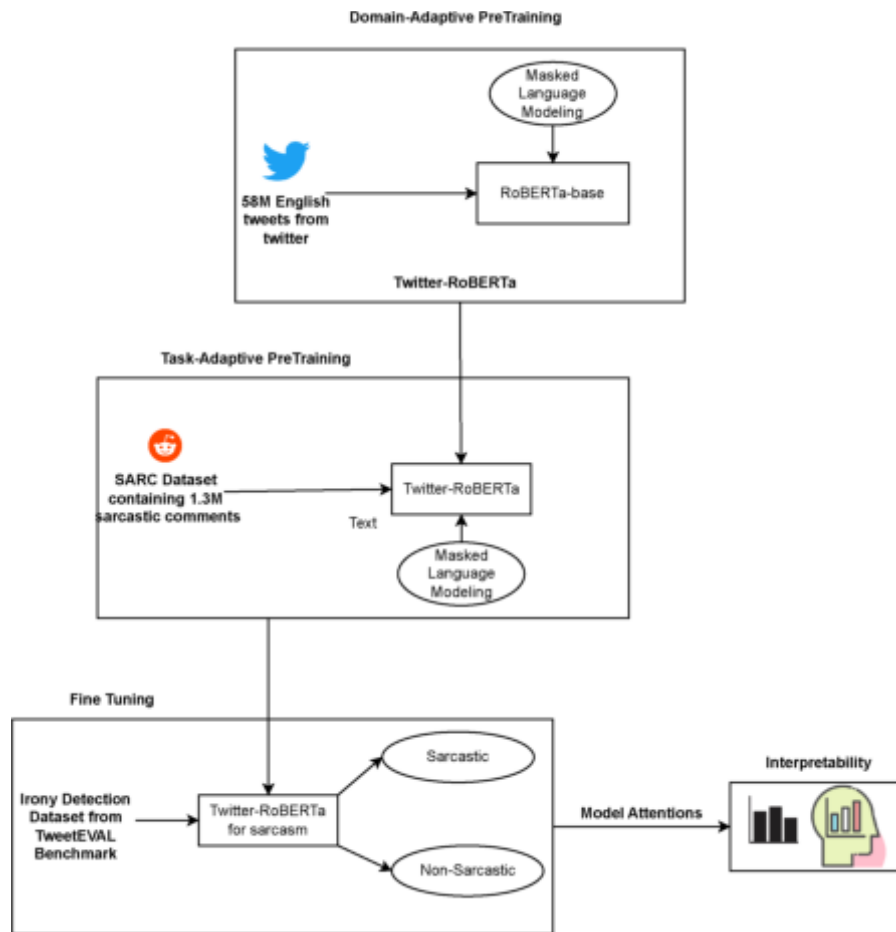 Domain-Adaptive PreTraining
Masked
Language
Modeling
58M English
tweets from
twitter
RoBERTa-base
Twitter-RoBERTa
Task-Adaptive PreTraining
SARC Dataset
containing 1.3M
sarcastic comments
Text
Twitter-RoBERTa
Masked
Language
Modeling
Fine Tuning
Irony Detection
Dataset from
TweetEVAL
Benchmark
Twitter-RoBERTa
for sarcasm
Sarcastic
Non-Sarcastic
Model Attentions
Interpretability